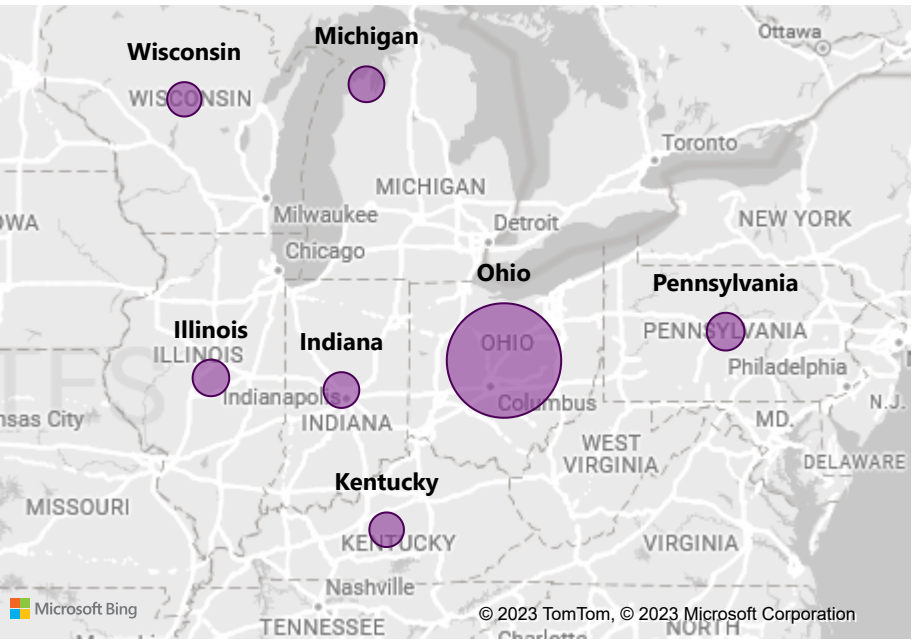 Ottawa
Michigan
Wisconsin
WISCONSIN
Toronto
MICHIGAN
Milwaukee
NEW YORK
OWA
Detroit
Chicago
Ohio
Pennsylvania
Illinois
Indiana
PENNSYLVANIA
OHIO
ILLINOIS
Philadelphia
Indianapolis
Columbus
N.J.
nsas City
INDIANA
MD.
WEST
VIRGINIA
DELAWARE
Kentucky
MISSOURI
KENTUCKY
VIRGINIA
Nashville
Microsoft Bing
© 2023 TomTom, © 2023 Microsoft Corporation
TENNESSEE
NORTH
Charlotte